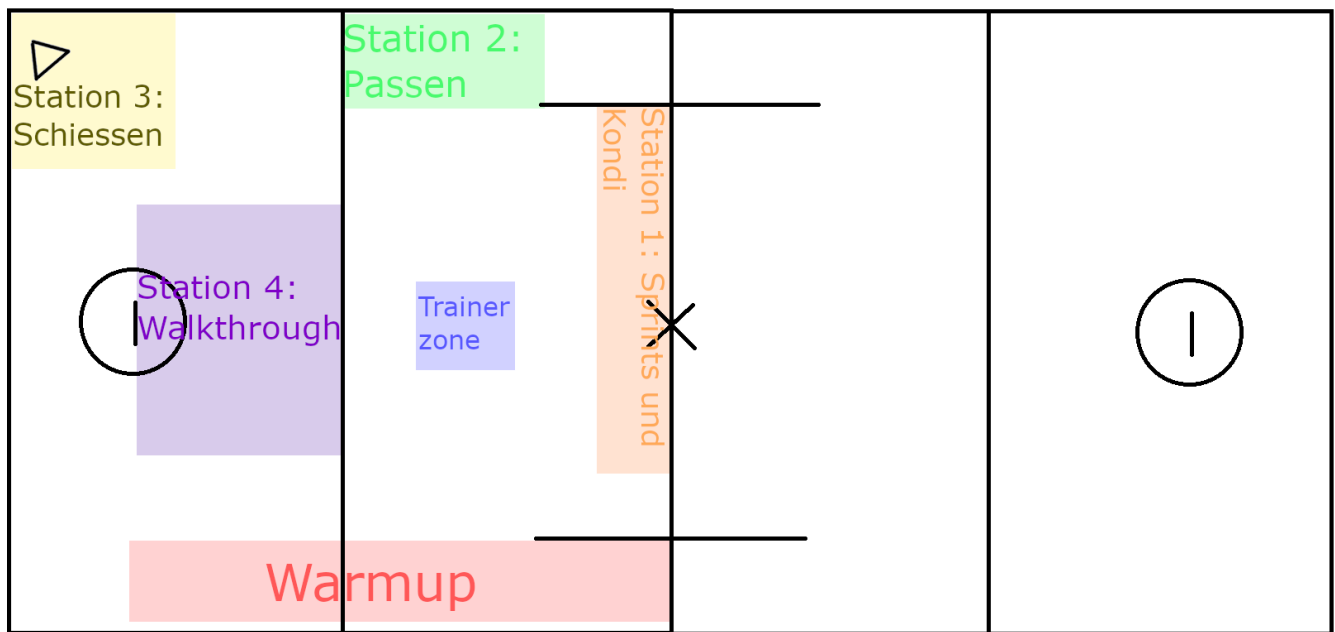 Station 3:
Schiessen
Station 2:
Passen
Station 1: Sprints und
Kondi
Station 4:
Walkthrough
Trainer
zone
Warmup